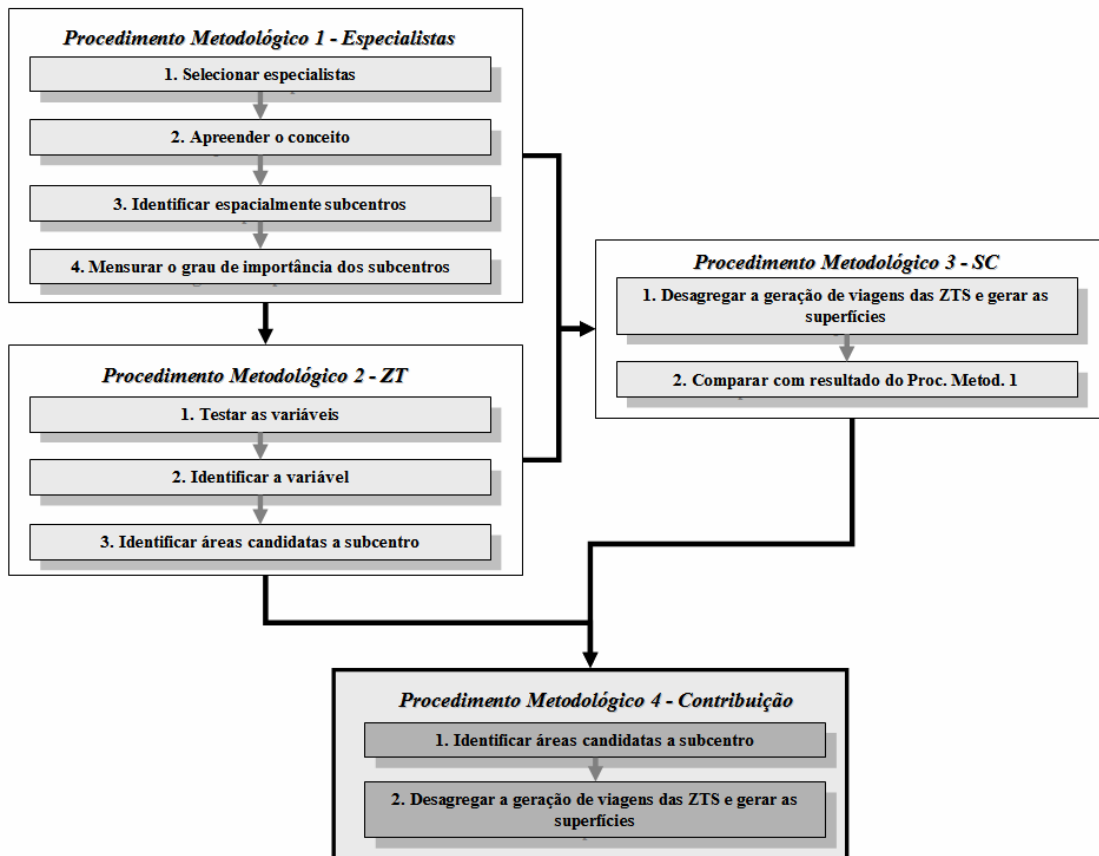 Procedimento Metodológico 1 - Especialistas
1. Selecionar especialistas
2. Apreender o conceito
3. Identificar espacialmente subcentros
4. Mensurar o grau de importância dos subcentros
Procedimento Metodológico 2 - ZT
1. Testar as variáveis
2. Identificar a variável
3. Identificar áreas candidatas a subcentro
Procedimento Metodológico 3 - SC
1. Desagregar a geração de viagens das ZTS e gerar as
superfícies
2. Comparar com resultado do Proc. Metod. 1
Procedimento Metodológico 4 - Contribuição
1. Identificar áreas candidatas a subcentro
2. Desagregar a geração de viagens das ZTS e gerar as
superfícies